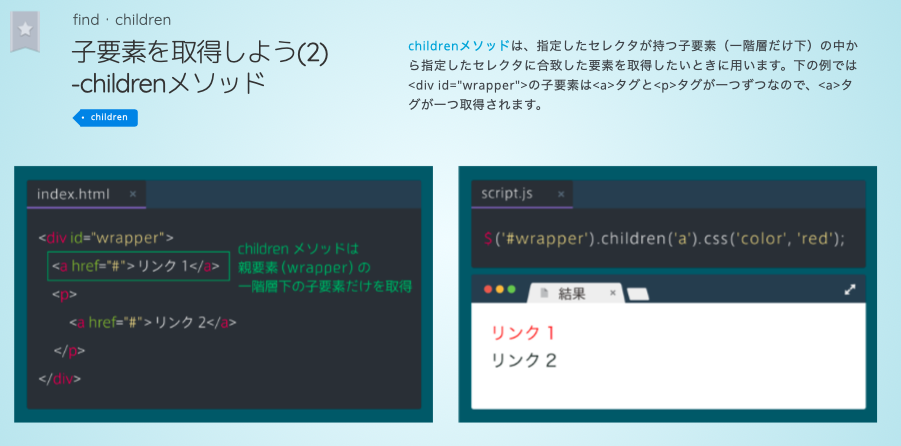 find · children
子要素を取得しよう(2)
-childrenメソッド
children
childrenメソッドは、指定したセレクタが持つ子要素（一階層だけ下）の中か
ら指定したセレクタに合致した要素を取得したいときに用います。下の例では
<div id="wrapper">の子要素は<a>タグと<p>タグが一つずつなので、<a>タ
グが一つ取得されます。
index.html ×
<div id="wrapper">
<a href="#">リンク 1</a>
<p>
<a href="#">リンク 2</a>
</p>
</div>
children メソッドは
親要素 (wrapper) の
一階層下の子要素だけを取得
script.js ×
$('#wrapper').children('a').css('color', 'red');
結果 ×
リンク 1
リンク 2